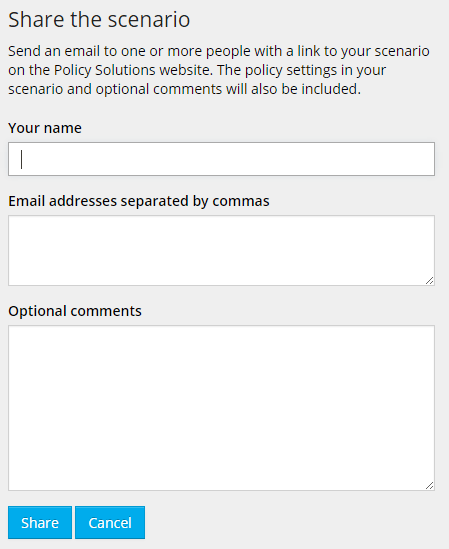 Share the scenario
Send an email to one or more people with a link to your scenario
on the Policy Solutions website. The policy settings in your
scenario and optional comments will also be included.
Your name
Email addresses separated by commas
Optional comments
Share Cancel